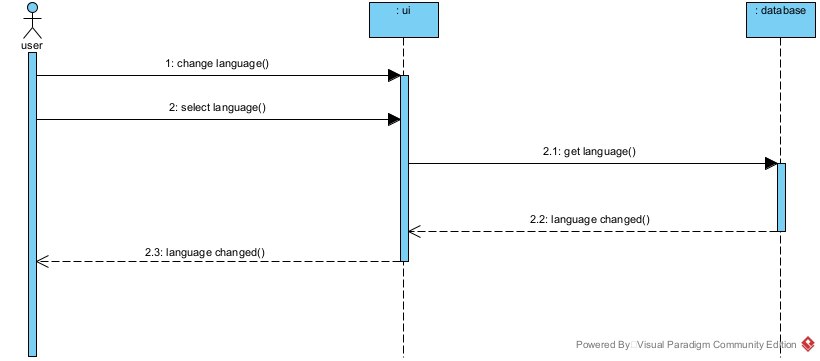 : ui
: database
user
1: change language()
2: select language()
2.1: get language()
2.2: language changed()
2.3: language changed()
Powered By Visual Paradigm Community Edition